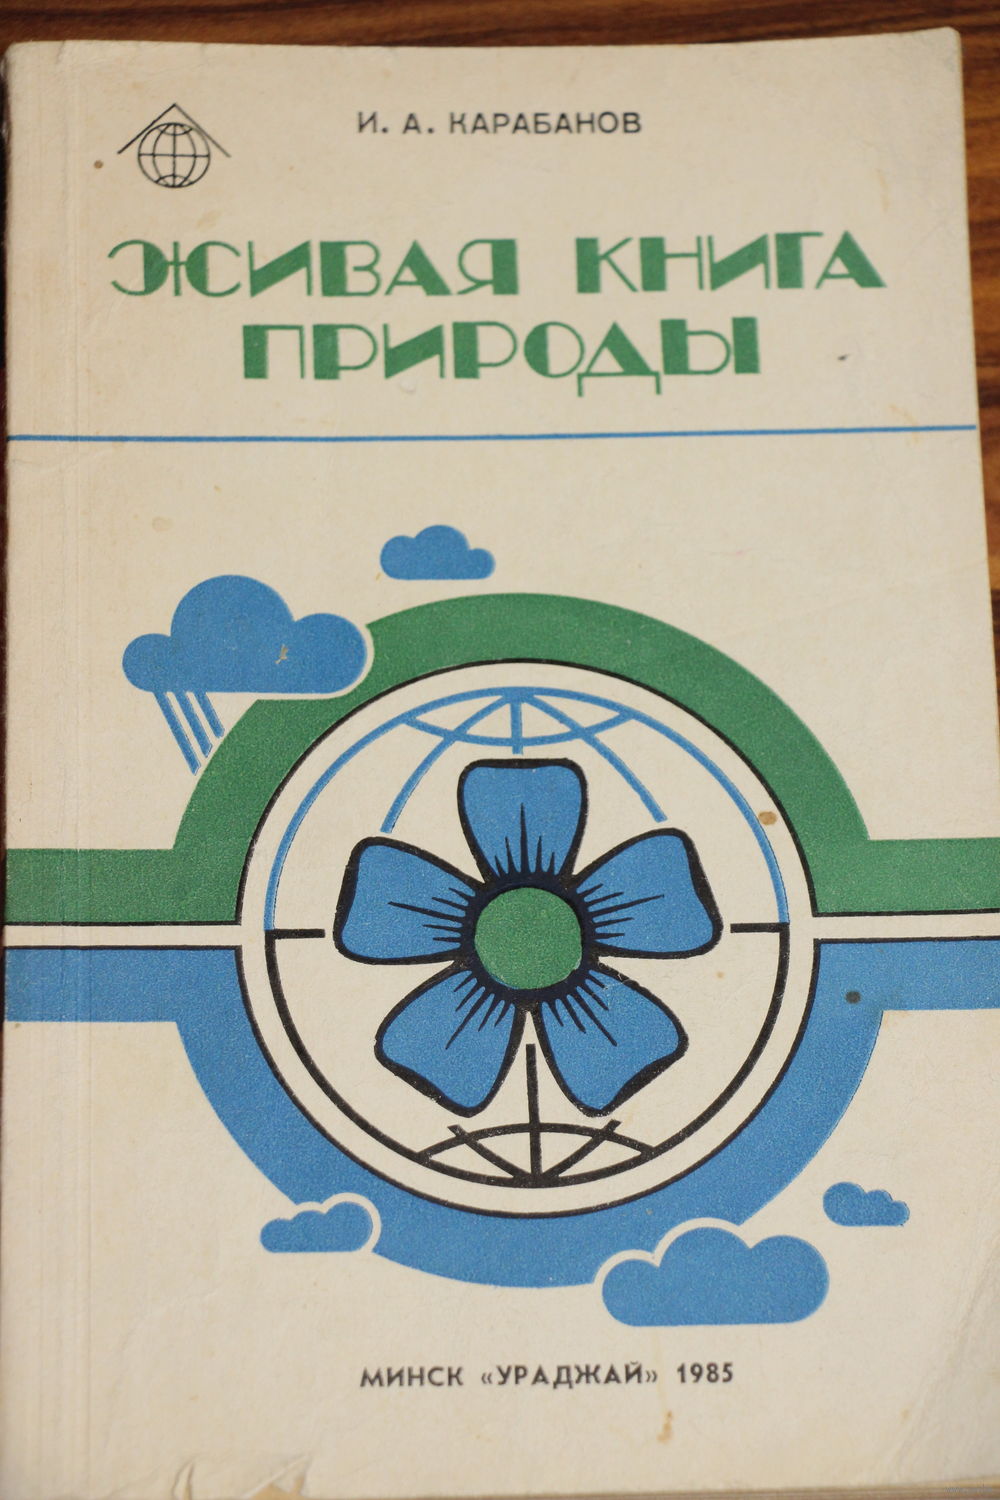 И. А. КАРАБАНОВ
ЖИВАЯ КНИГА
ПРИРОДЫ
МИНСК «УРАДЖАЙ» 1985